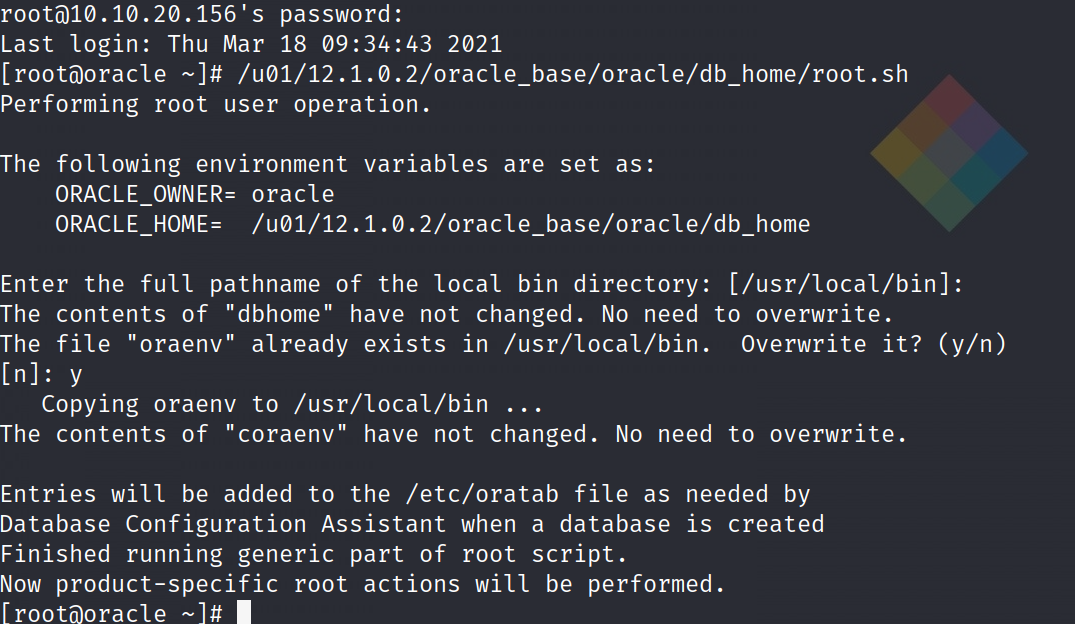 root@10.10.20.156's password:
Last login: Thu Mar 18 09:34:43 2021
[root@oracle ~]# /u01/12.1.0.2/oracle_base/oracle/db_home/root.sh
Performing root user operation.

The following environment variables are set as:
    ORACLE_OWNER= oracle
    ORACLE_HOME=  /u01/12.1.0.2/oracle_base/oracle/db_home

Enter the full pathname of the local bin directory: [/usr/local/bin]:
The contents of "dbhome" have not changed. No need to overwrite.
The file "oraenv" already exists in /usr/local/bin.  Overwrite it? (y/n)
[n]: y
   Copying oraenv to /usr/local/bin ...
The contents of "coraenv" have not changed. No need to overwrite.

Entries will be added to the /etc/oratab file as needed by
Database Configuration Assistant when a database is created
Finished running generic part of root script.
Now product-specific root actions will be performed.
[root@oracle ~]#